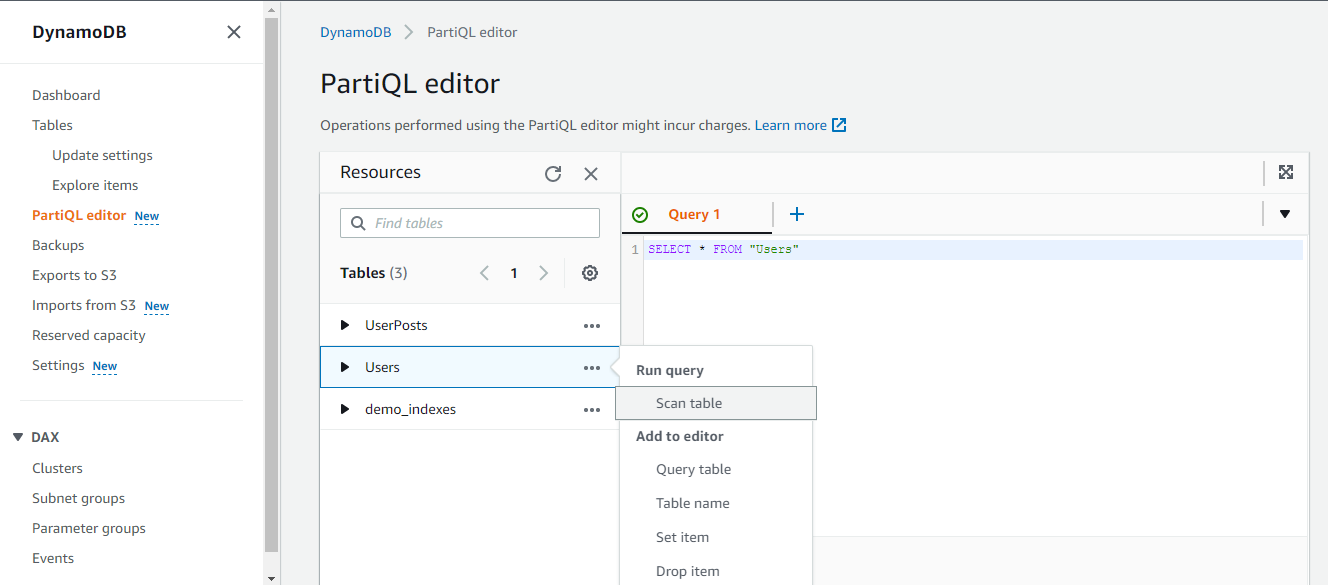 DynamoDB
Dashboard
Tables
Update settings
Explore items
PartiQL editor New
Backups
Exports to S3
Imports from S3 New
Reserved capacity
Settings New
DAX
Clusters
Subnet groups
Parameter groups
Events
DynamoDB PartiQL editor
PartiQL editor
Operations performed using the PartiQL editor might incur charges. Learn more
Resources
Find tables
Tables (3) 1
UserPosts
Users
demo_indexes
Query 1
1 SELECT * FROM "Users"
Run query
Scan table
Add to editor
Query table
Table name
Set item
Drop item